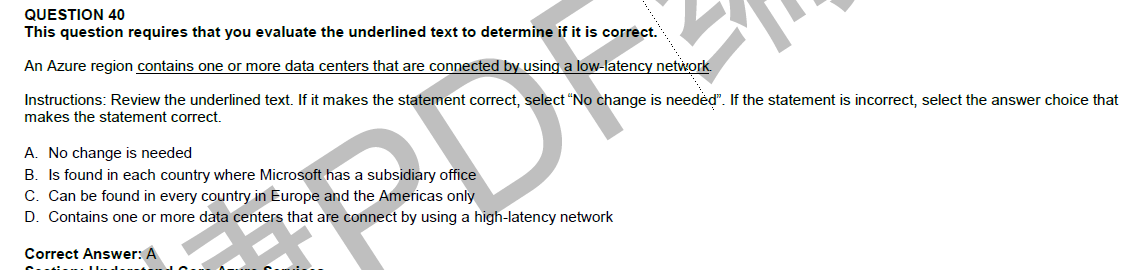 QUESTION 40
This question requires that you evaluate the underlined text to determine if it is correct.
An Azure region contains one or more data centers that are connected by using a low-latency network.
Instructions: Review the underlined text. If it makes the statement correct, select “No change is needed”. If the statement is incorrect, select the answer choice that
makes the statement correct.
A. No change is needed
B. Is found in each country where Microsoft has a subsidiary office
C. Can be found in every country in Europe and the Americas only
D. Contains one or more data centers that are connect by using a high-latency network
Correct Answer: A
PDF